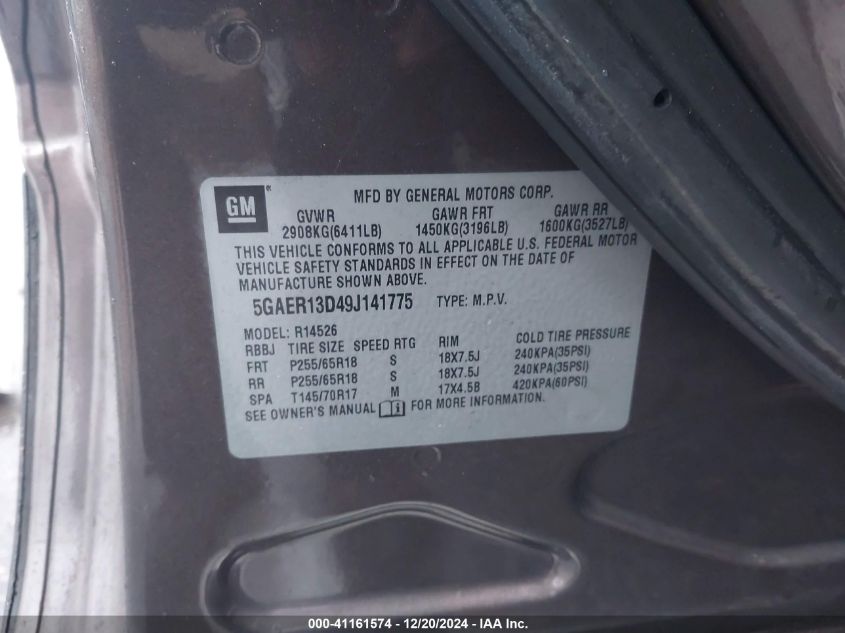 GM ® MFD BY GENERAL MOTORS CORP.
GVWR GAWR FRT GAWR RR
2908KG(6411LB) 1450KG(3196LB) 1600KG(3527LB)
THIS VEHICLE CONFORMS TO ALL APPLICABLE U.S. FEDERAL MOTOR
VEHICLE SAFETY STANDARDS IN EFFECT ON THE DATE OF
MANUFACTURE SHOWN ABOVE.
5GAER13D49J141775 TYPE: M.P.V.
MODEL: R14526
RBBJ TIRE SIZE SPEED RTG RIM COLD TIRE PRESSURE
FRT P255/65R18 S 18X7.5J 240KPA(35PSI)
RR P255/65R18 S 18X7.5J 240KPA(35PSI)
SPA T145/70R17 M 17X4.5B 420KPA(60PSI)
SEE OWNER'S MANUAL i FOR MORE INFORMATION.
000-41161574 - 12/20/2024 - IAA Inc.